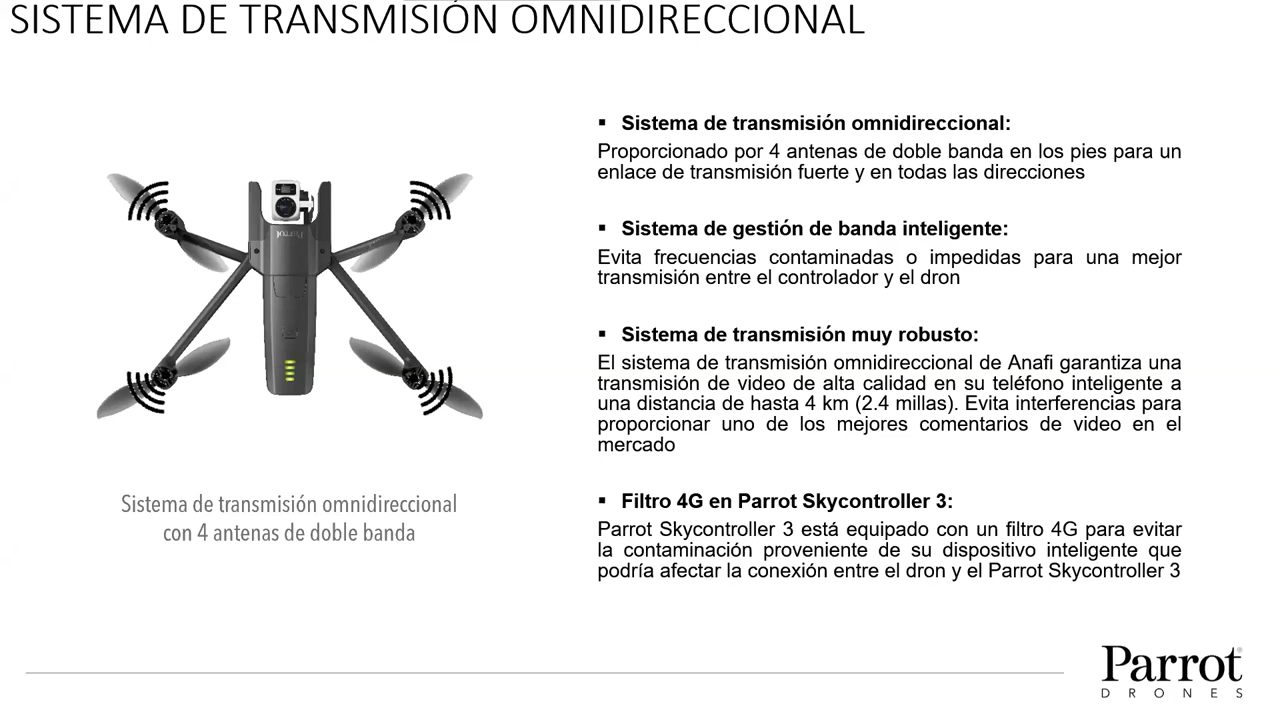 SISTEMA DE TRANSMISIÓN OMNIDIRECCIONAL
▪ Sistema de transmisión omnidireccional:
Proporcionado por 4 antenas de doble banda en los pies para un
enlace de transmisión fuerte y en todas las direcciones
▪ Sistema de gestión de banda inteligente:
Evita frecuencias contaminadas o impedidas para una mejor
transmisión entre el controlador y el dron
▪ Sistema de transmisión muy robusto:
El sistema de transmisión omnidireccional de Anafi garantiza una
transmisión de video de alta calidad en su teléfono inteligente a
una distancia de hasta 4 km (2.4 millas). Evita interferencias para
proporcionar uno de los mejores comentarios de video en el
mercado
▪ Filtro 4G en Parrot Skycontroller 3:
Parrot Skycontroller 3 está equipado con un filtro 4G para evitar
la contaminación proveniente de su dispositivo inteligente que
podría afectar la conexión entre el dron y el Parrot Skycontroller 3
Parrot
Sistema de transmisión omnidireccional
con 4 antenas de doble banda
Parrot®
DRONES